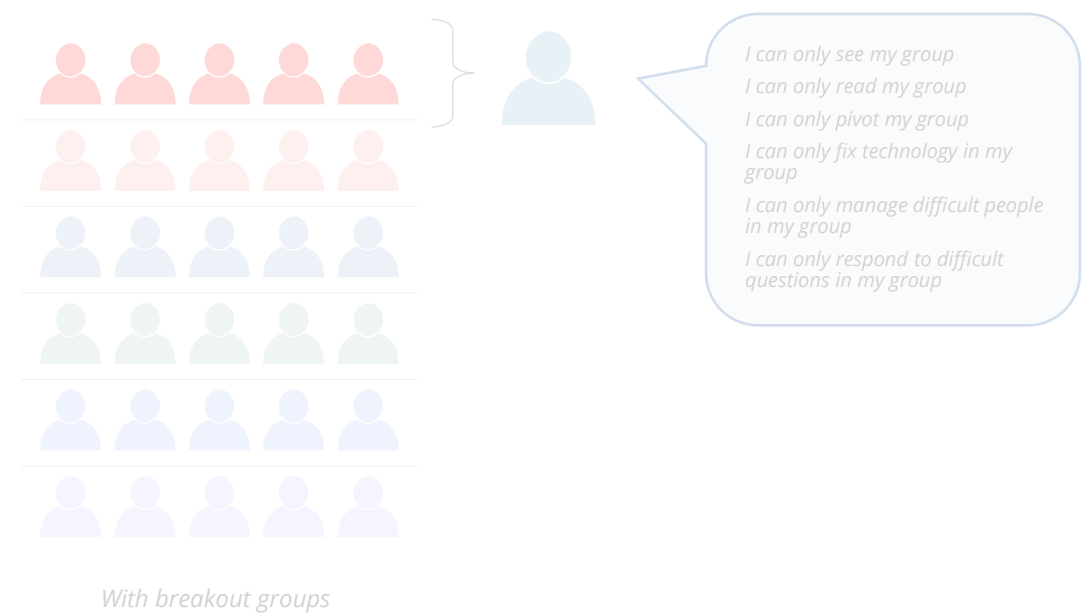 I can only see my group
I can only read my group
I can only pivot my group
I can only fix technology in my
group
I can only manage difficult people
in my group
I can only respond to difficult
questions in my group
With breakout groups